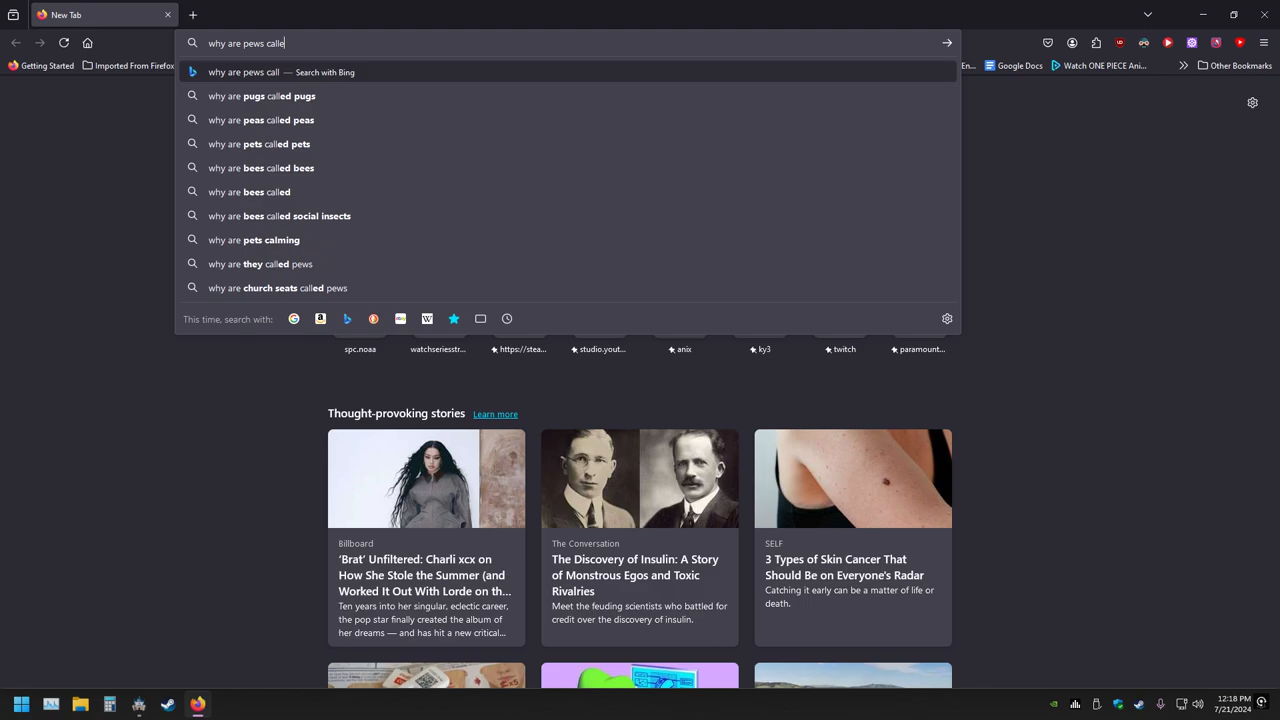 New Tab
why are pews calle
Getting Started
Imported From Firefox
En...
Google Docs
Watch ONE PIECE Ani...
Other Bookmarks
why are pews call — Search with Bing
why are pugs called pugs
why are peas called peas
why are pets called pets
why are bees called bees
why are bees called
why are bees called social insects
why are pets calming
why are they called pews
why are church seats called pews
This time, search with:
spc.noaa
watchseriesstr...
https://stea...
studio.yout...
anix
ky3
twitch
paramount...
Thought-provoking stories Learn more
Billboard
‘Brat’ Unfiltered: Charli xcx on
How She Stole the Summer (and
Worked It Out With Lorde on th...
Ten years into her singular, eclectic career,
the pop star finally created the album of
her dreams — and has hit a new critical...
The Conversation
The Discovery of Insulin: A Story
of Monstrous Egos and Toxic
Rivalries
Meet the feuding scientists who battled for
credit over the discovery of insulin.
SELF
3 Types of Skin Cancer That
Should Be on Everyone's Radar
Catching it early can be a matter of life or
death.
12:18 PM
7/21/2024